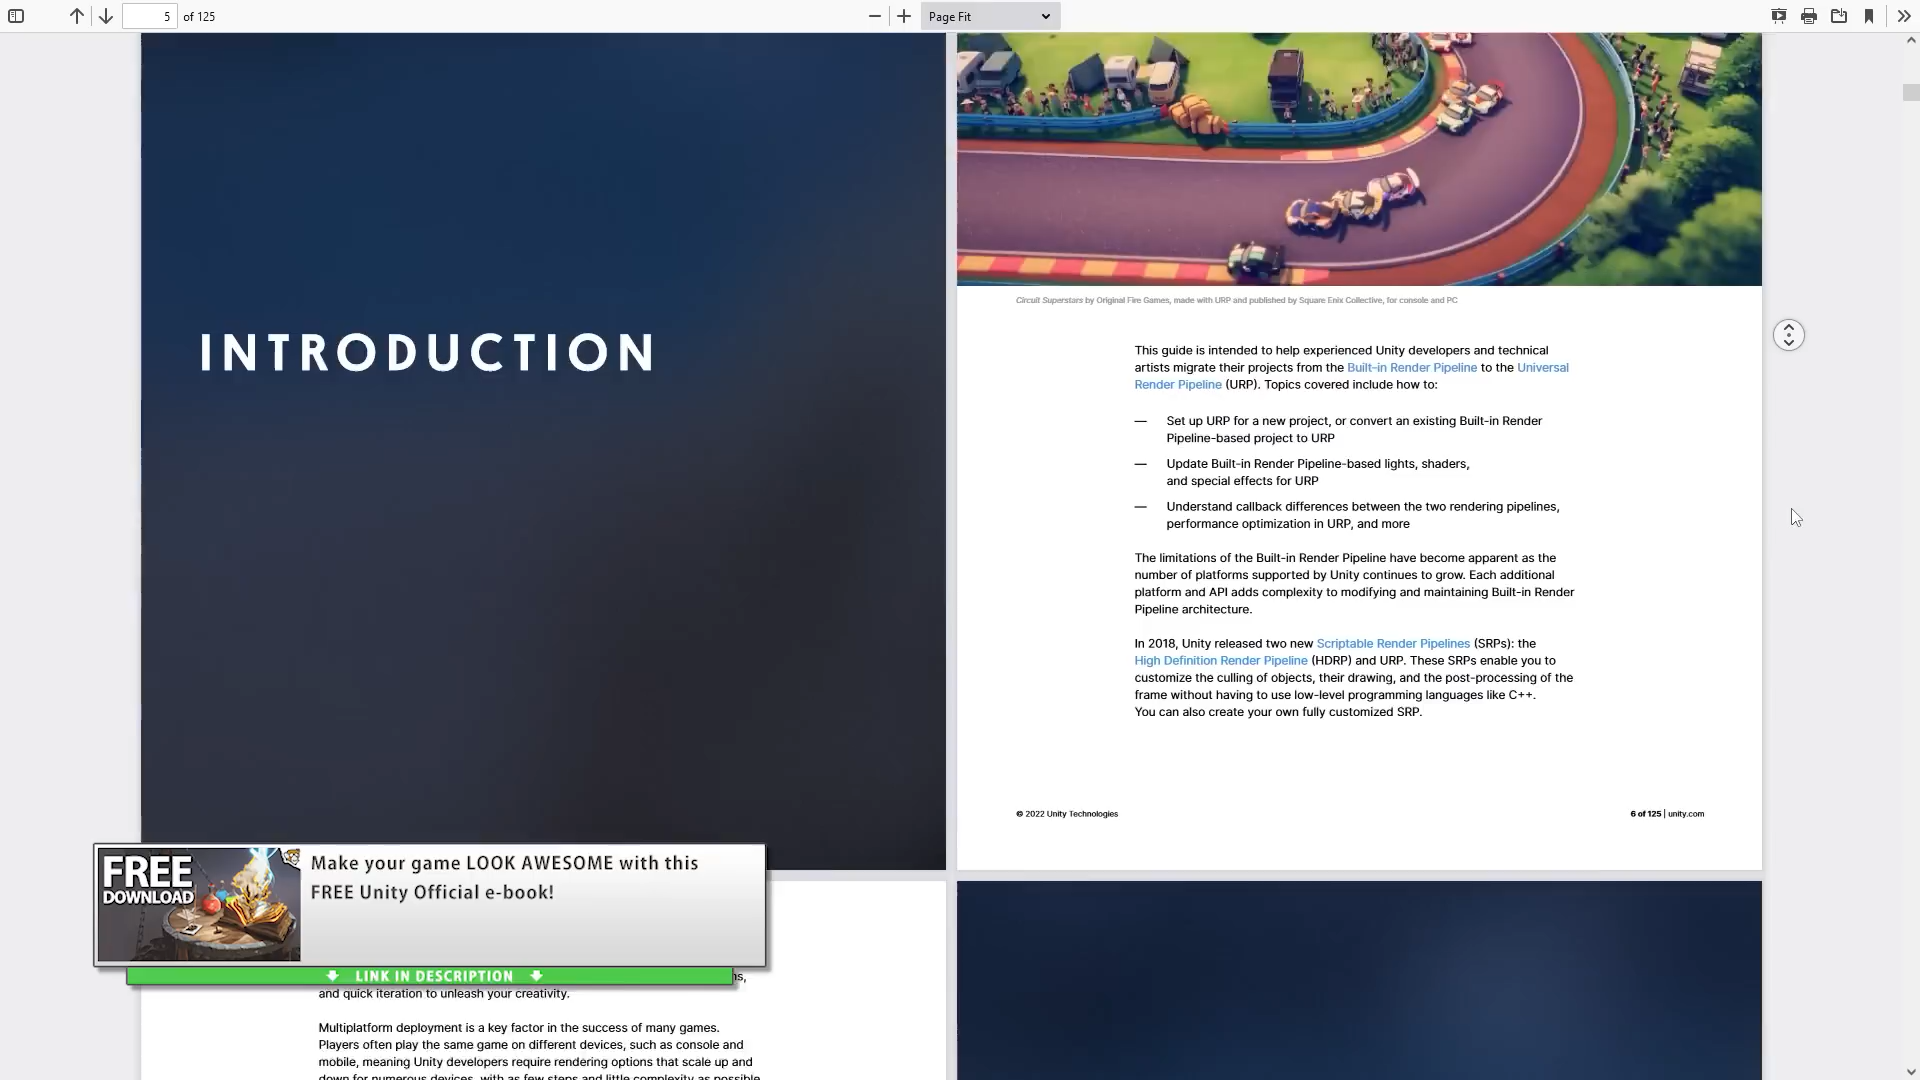 5 of 125
Page Fit
INTRODUCTION
Circuit Superstars by Original Fire Games, made with URP and published by Square Enix Collective, for console and PC
This guide is intended to help experienced Unity developers and technical
artists migrate their projects from the Built-in Render Pipeline to the Universal
Render Pipeline (URP). Topics covered include how to:
— Set up URP for a new project, or convert an existing Built-in Render
Pipeline-based project to URP
— Update Built-in Render Pipeline-based lights, shaders,
and special effects for URP
— Understand callback differences between the two rendering pipelines,
performance optimization in URP, and more
The limitations of the Built-in Render Pipeline have become apparent as the
number of platforms supported by Unity continues to grow. Each additional
platform and API adds complexity to modifying and maintaining Built-in Render
Pipeline architecture.
In 2018, Unity released two new Scriptable Render Pipelines (SRPs): the
High Definition Render Pipeline (HDRP) and URP. These SRPs enable you to
customize the culling of objects, their drawing, and the post-processing of the
frame without having to use low-level programming languages like C++.
You can also create your own fully customized SRP.
© 2022 Unity Technologies
6 of 125 | unity.com
FREE
DOWNLOAD
Make your game LOOK AWESOME with this
FREE Unity Official e-book!
LINK IN DESCRIPTION
and quick iteration to unleash your creativity.
Multiplatform deployment is a key factor in the success of many games.
Players often play the same game on different devices, such as console and
mobile, meaning Unity developers require rendering options that scale up and
down for numerous devices, with as few steps and little complexity as possible